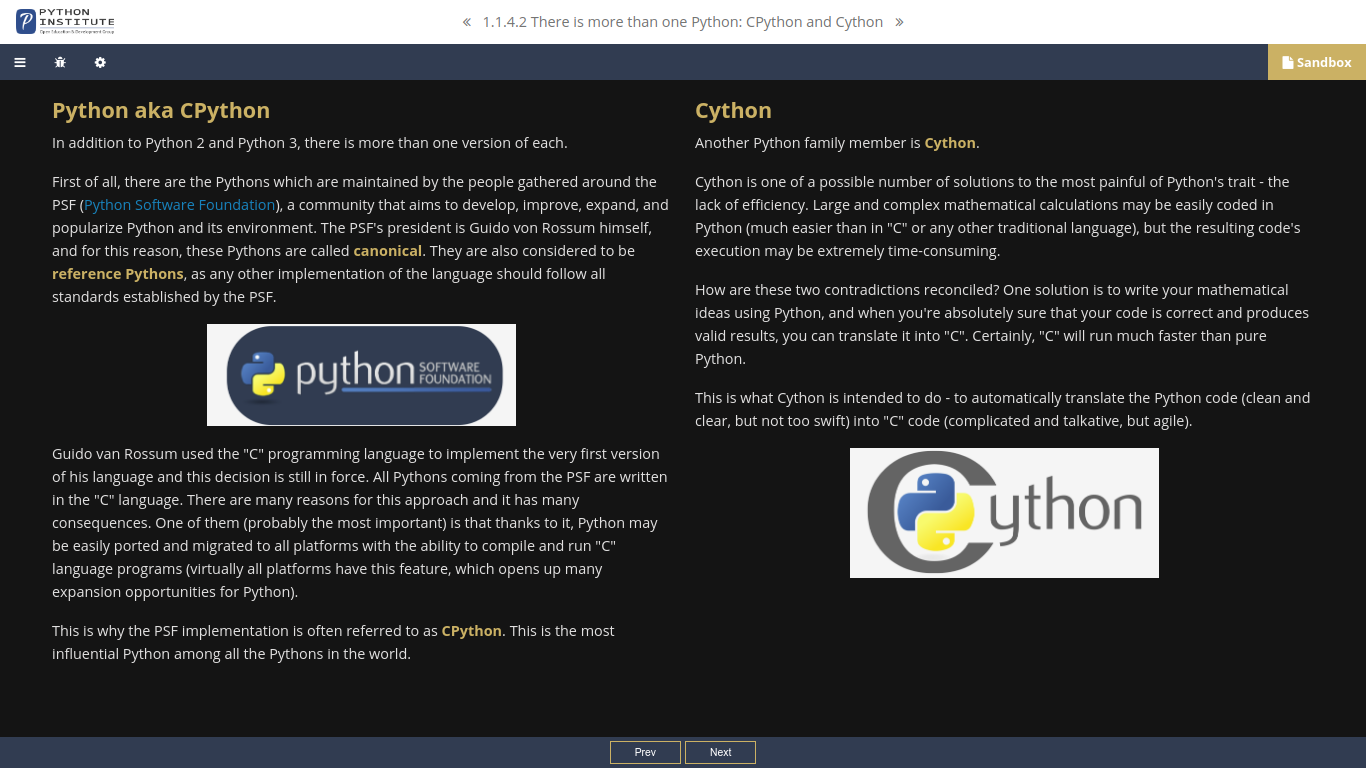 PYTHON
INSTITUTE
Open Education & Development Group
« 1.1.4.2 There is more than one Python: CPython and Cython »
Sandbox
Python aka CPython
In addition to Python 2 and Python 3, there is more than one version of each.
First of all, there are the Pythons which are maintained by the people gathered around the
PSF (Python Software Foundation), a community that aims to develop, improve, expand, and
popularize Python and its environment. The PSF's president is Guido von Rossum himself,
and for this reason, these Pythons are called canonical. They are also considered to be
reference Pythons, as any other implementation of the language should follow all
standards established by the PSF.
python SOFTWARE
FOUNDATION
Guido van Rossum used the "C" programming language to implement the very first version
of his language and this decision is still in force. All Pythons coming from the PSF are written
in the "C" language. There are many reasons for this approach and it has many
consequences. One of them (probably the most important) is that thanks to it, Python may
be easily ported and migrated to all platforms with the ability to compile and run "C"
language programs (virtually all platforms have this feature, which opens up many
expansion opportunities for Python).
This is why the PSF implementation is often referred to as CPython. This is the most
influential Python among all the Pythons in the world.
Cython
Another Python family member is Cython.
Cython is one of a possible number of solutions to the most painful of Python's trait - the
lack of efficiency. Large and complex mathematical calculations may be easily coded in
Python (much easier than in "C" or any other traditional language), but the resulting code's
execution may be extremely time-consuming.
How are these two contradictions reconciled? One solution is to write your mathematical
ideas using Python, and when you're absolutely sure that your code is correct and produces
valid results, you can translate it into "C". Certainly, "C" will run much faster than pure
Python.
This is what Cython is intended to do - to automatically translate the Python code (clean and
clear, but not too swift) into "C" code (complicated and talkative, but agile).
Cython
Prev
Next